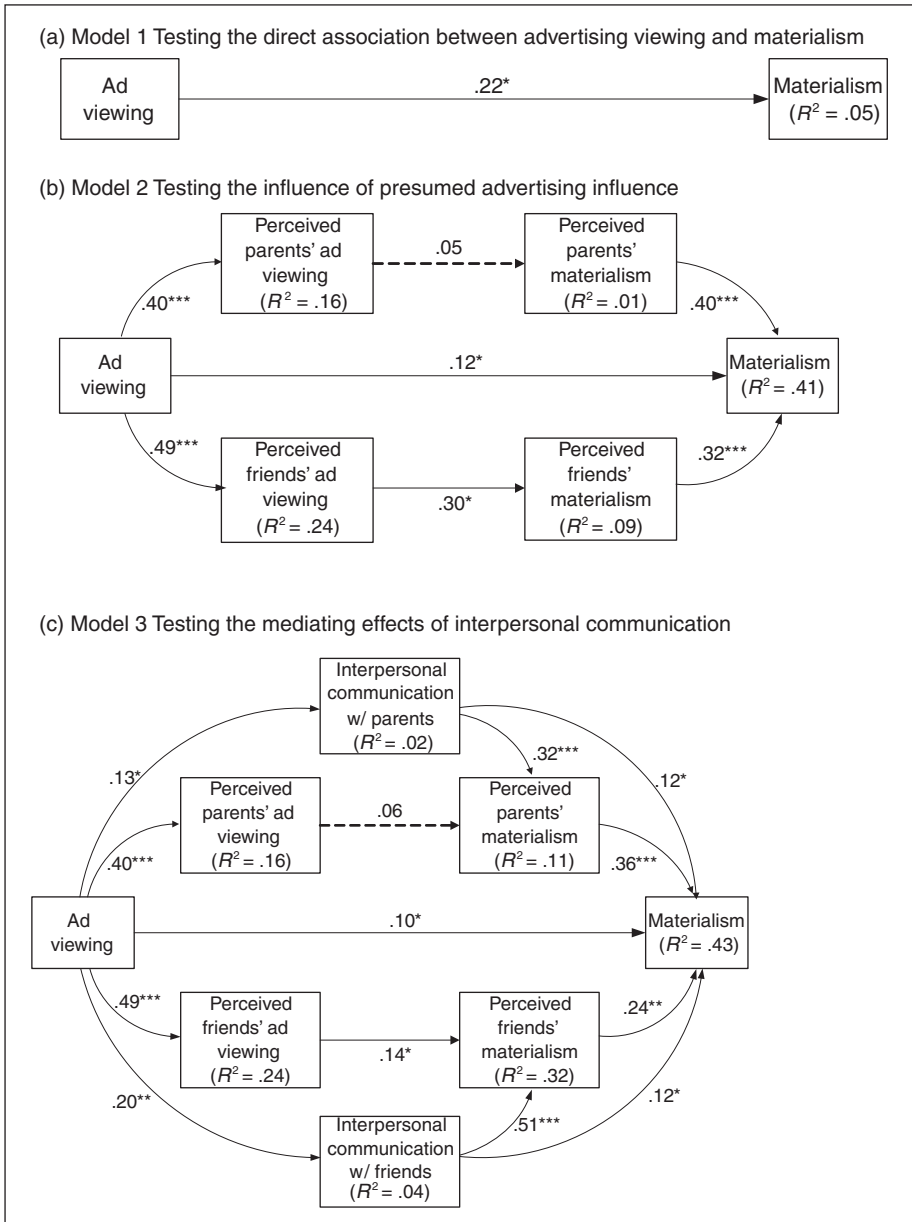 (a) Model 1 Testing the direct association between advertising viewing and materialism
Ad
viewing
.22*
Materialism
(R² = .05)
(b) Model 2 Testing the influence of presumed advertising influence
Perceived
parents' ad
viewing
(R² = .16)
.05
Perceived
parents'
materialism
(R² = .01)
.40***
.40***
Ad
viewing
.12*
Materialism
(R² = .41)
.49***
Perceived
friends' ad
viewing
(R² = .24)
.30*
Perceived
friends'
materialism
(R² = .09)
.32***
(c) Model 3 Testing the mediating effects of interpersonal communication
Interpersonal
communication
w/ parents
(R² = .02)
.13*
.32***
.12*
Perceived
parents' ad
viewing
(R² = .16)
.06
Perceived
parents'
materialism
(R² = .11)
.40***
.36***
Ad
viewing
.10*
Materialism
(R² = .43)
.49***
Perceived
friends' ad
viewing
(R² = .24)
.14*
Perceived
friends'
materialism
(R² = .32)
.24**
.20**
.51***
.12*
Interpersonal
communication
w/ friends
(R² = .04)